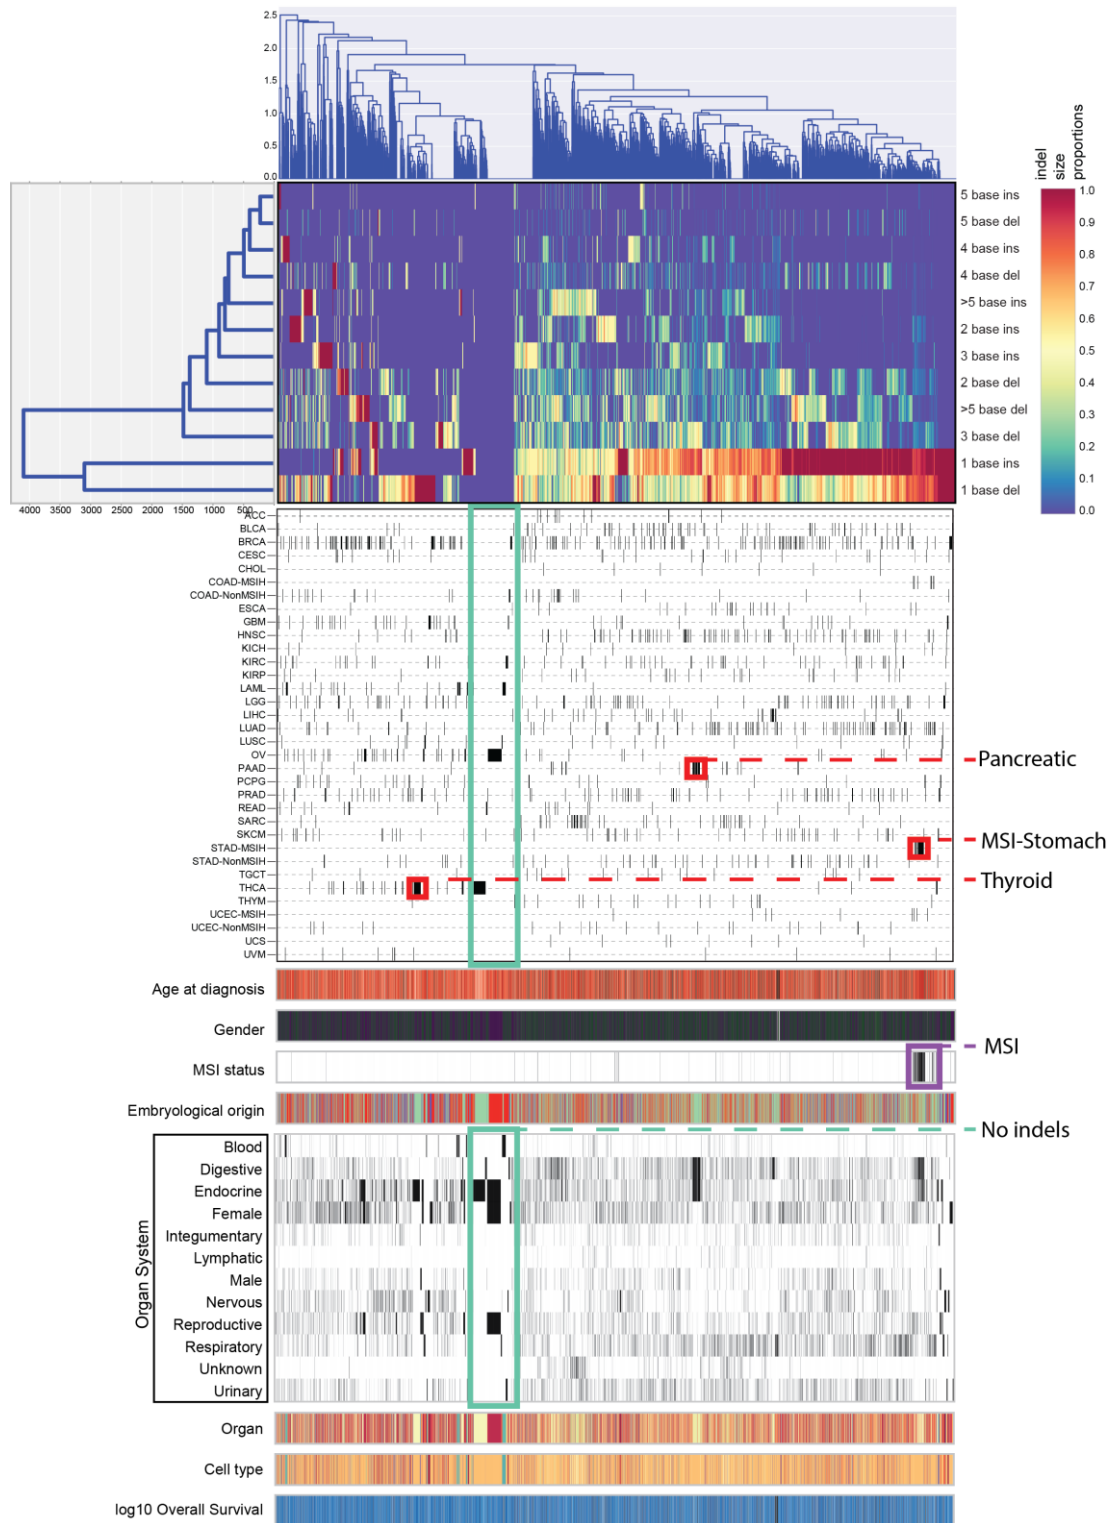 2.5
2.0
1.5
1.0
0.5
0.0
indel
size
proportions
5 base ins
5 base del
4 base ins
4 base del
>5 base ins
2 base ins
3 base ins
2 base del
>5 base del
3 base del
1 base ins
1 base del
1.0
0.9
0.8
0.7
0.6
0.5
0.4
0.3
0.2
0.1
0.0
4000 3500 3000 2500 2000 1500 1000 500
ACC
BLCA
BRCA
CESC
CHOL
COAD-MSIH
COAD-NonMSIH
ESCA
GBM
HNSC
KICH
KIRC
KIRP
LAML
LGG
LIHC
LUAD
LUSC
OV
PAAD
PCPG
PRAD
READ
SARC
SKCM
STAD-MSIH
STAD-NonMSIH
TGCT
THCA
THYM
UCEC-MSIH
UCEC-NonMSIH
UCS
UVM
Pancreatic
MSI-Stomach
Thyroid
Age at diagnosis
Gender
MSI
MSI status
Embryological origin
No indels
Organ System
Blood
Digestive
Endocrine
Female
Integumentary
Lymphatic
Male
Nervous
Reproductive
Respiratory
Unknown
Urinary
Organ
Cell type
log10 Overall Survival